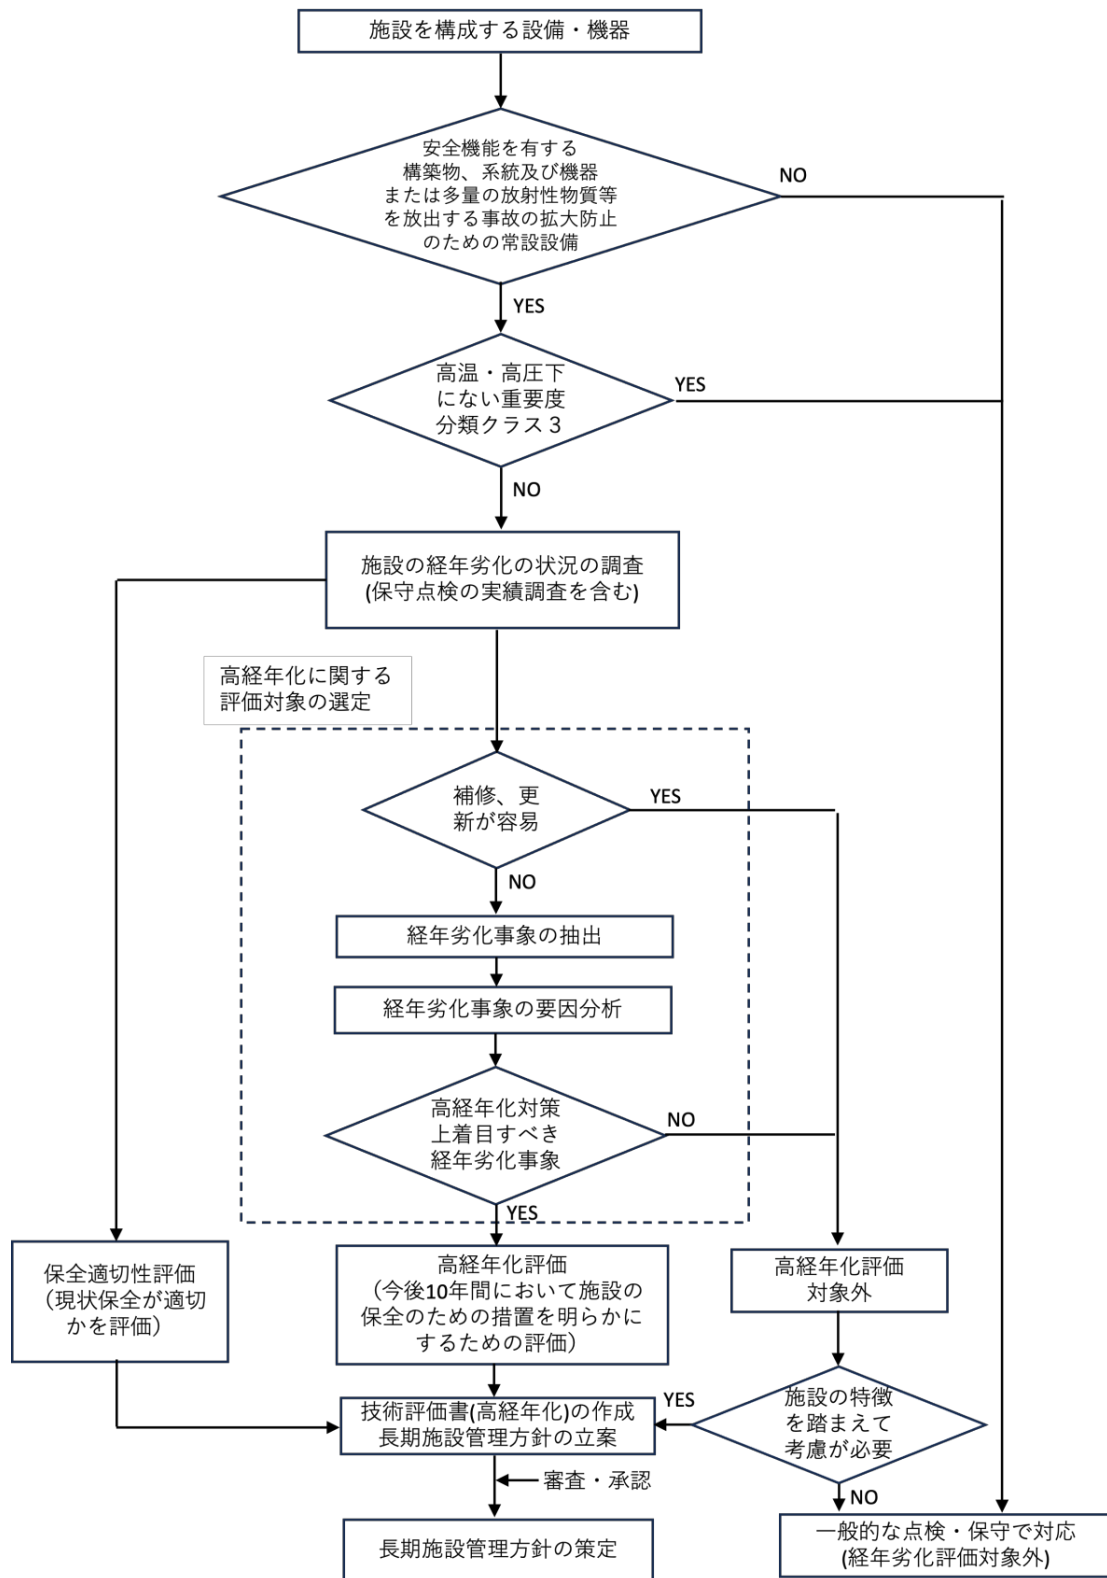 施設を構成する設備・機器
安全機能を有する
構築物、系統及び機器
または多量の放射性物質等
を放出する事故の拡大防止
のための常設設備
NO
YES
高温・高圧下
にない重要度
分類クラス３
YES
NO
施設の経年劣化の状況の調査
(保守点検の実績調査を含む)
高経年化に関する
評価対象の選定
補修、更
新が容易
YES
NO
経年劣化事象の抽出
経年劣化事象の要因分析
高経年化対策
上着目すべき
経年劣化事象
NO
YES
保全適切性評価
（現状保全が適切
かを評価）
高経年化評価
（今後10年間において施設の
保全のための措置を明らかに
するための評価）
高経年化評価
対象外
技術評価書(高経年化)の作成
長期施設管理方針の立案
YES
施設の特徴
を踏まえて
考慮が必要
NO
審査・承認
長期施設管理方針の策定
一般的な点検・保守で対応
(経年劣化評価対象外)